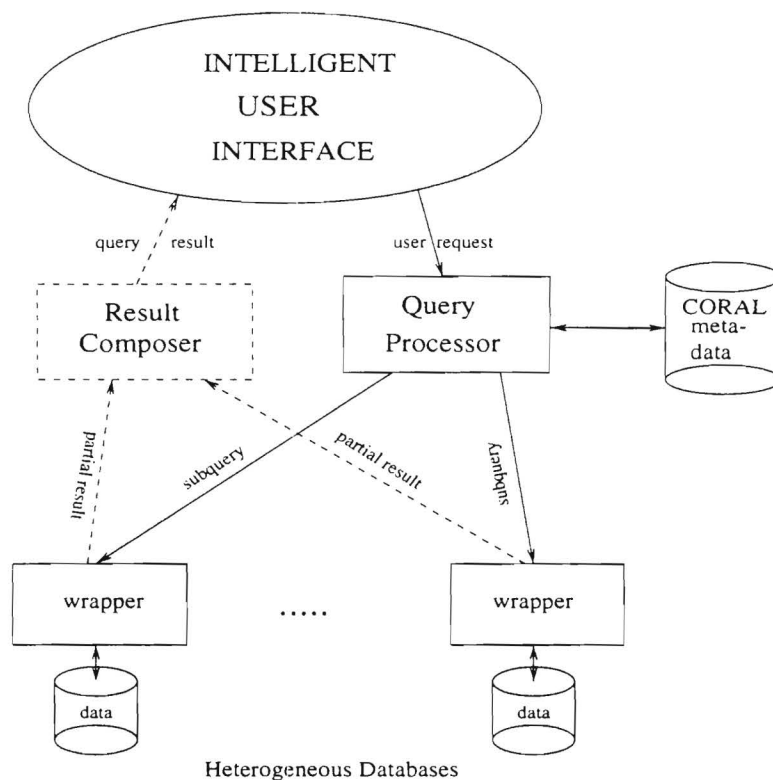 INTELLIGENT
USER
INTERFACE
query result
user request
Result
Composer
Query
Processor
CORAL
meta-
data
partial result
subquery
partial result
subquery
wrapper
.....
wrapper
data
data
Heterogeneous Databases